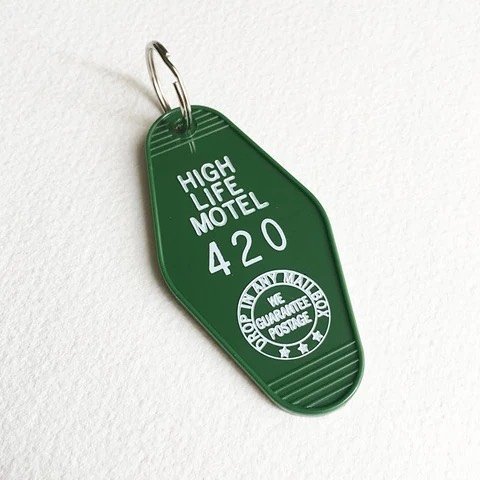 HIGH
LIFE
MOTEL
420
DROP IN ANY MAILBOX
WE
GUARANTEE
POSTAGE